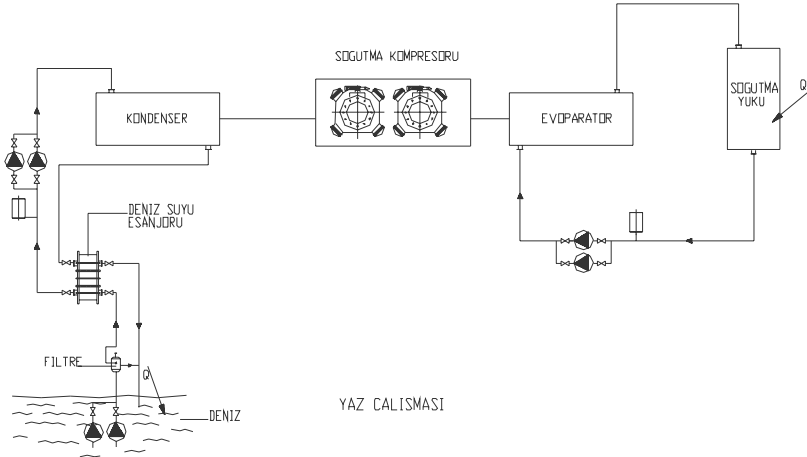 SOGUTMA KOMPRESORU
KONDENSER
EVOPARATOR
SOGUTMA
YUKU
Q
DENIZ SUYU
ESANJORU
FILTRE
Q
YAZ CALISMASI
DENIZ